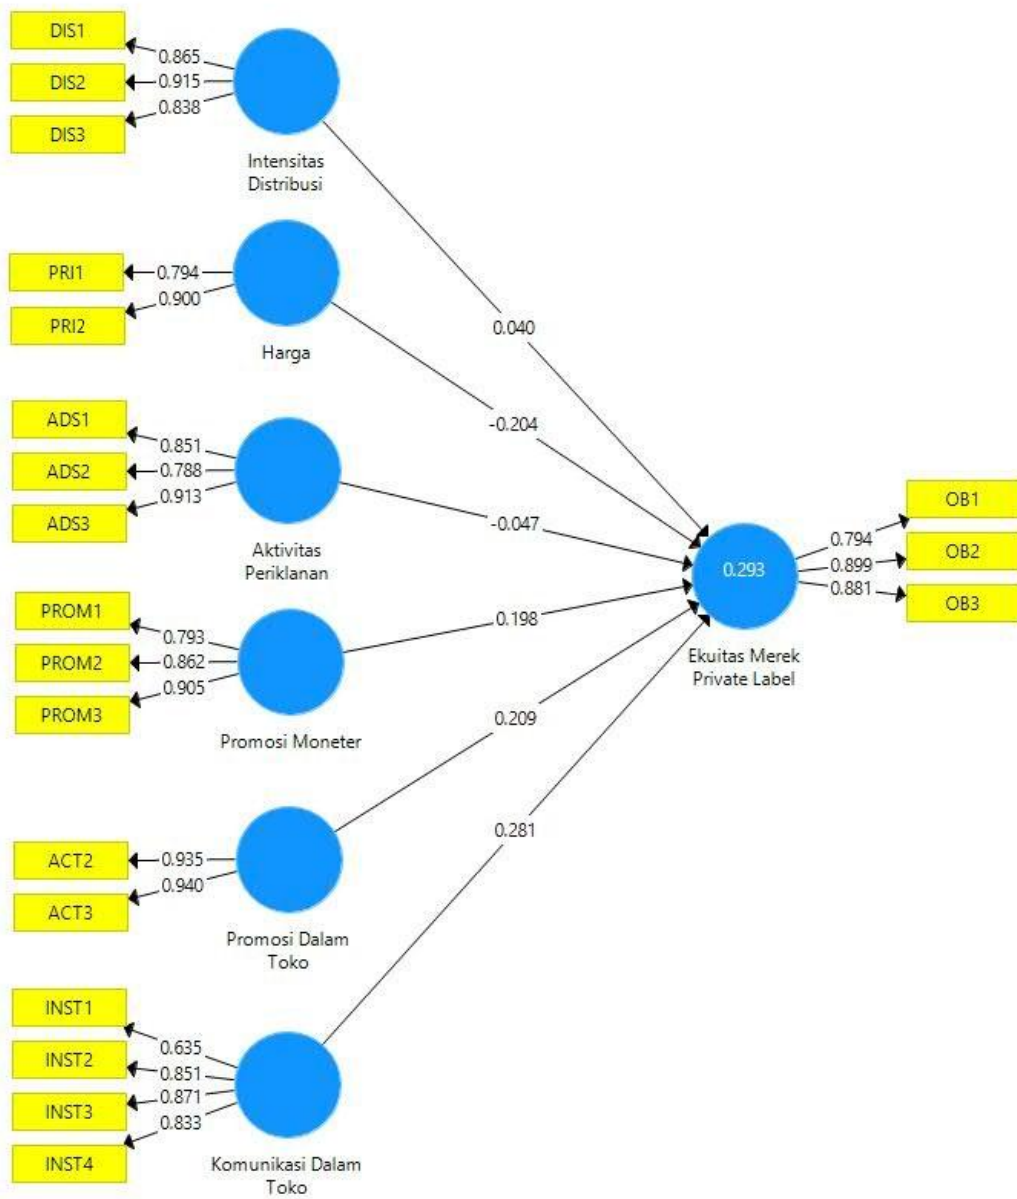 DIS1
0.865
DIS2
0.915
0.838
DIS3
Intensitas
Distribusi
PRI1
0.794
0.900
PRI2
Harga
0.040
-0.204
ADS1
0.851
ADS2
0.788
0.913
ADS3
Aktivitas
Periklanan
-0.047
PROM1
0.793
PROM2
0.862
0.905
PROM3
Promosi Moneter
0.198
ACT2
0.935
0.940
ACT3
Promosi Dalam
Toko
0.209
INST1
0.635
INST2
0.851
0.871
INST3
0.833
INST4
Komunikasi Dalam
Toko
0.281
0.293
Ekuitas Merek
Private Label
OB1
0.794
OB2
0.899
0.881
OB3